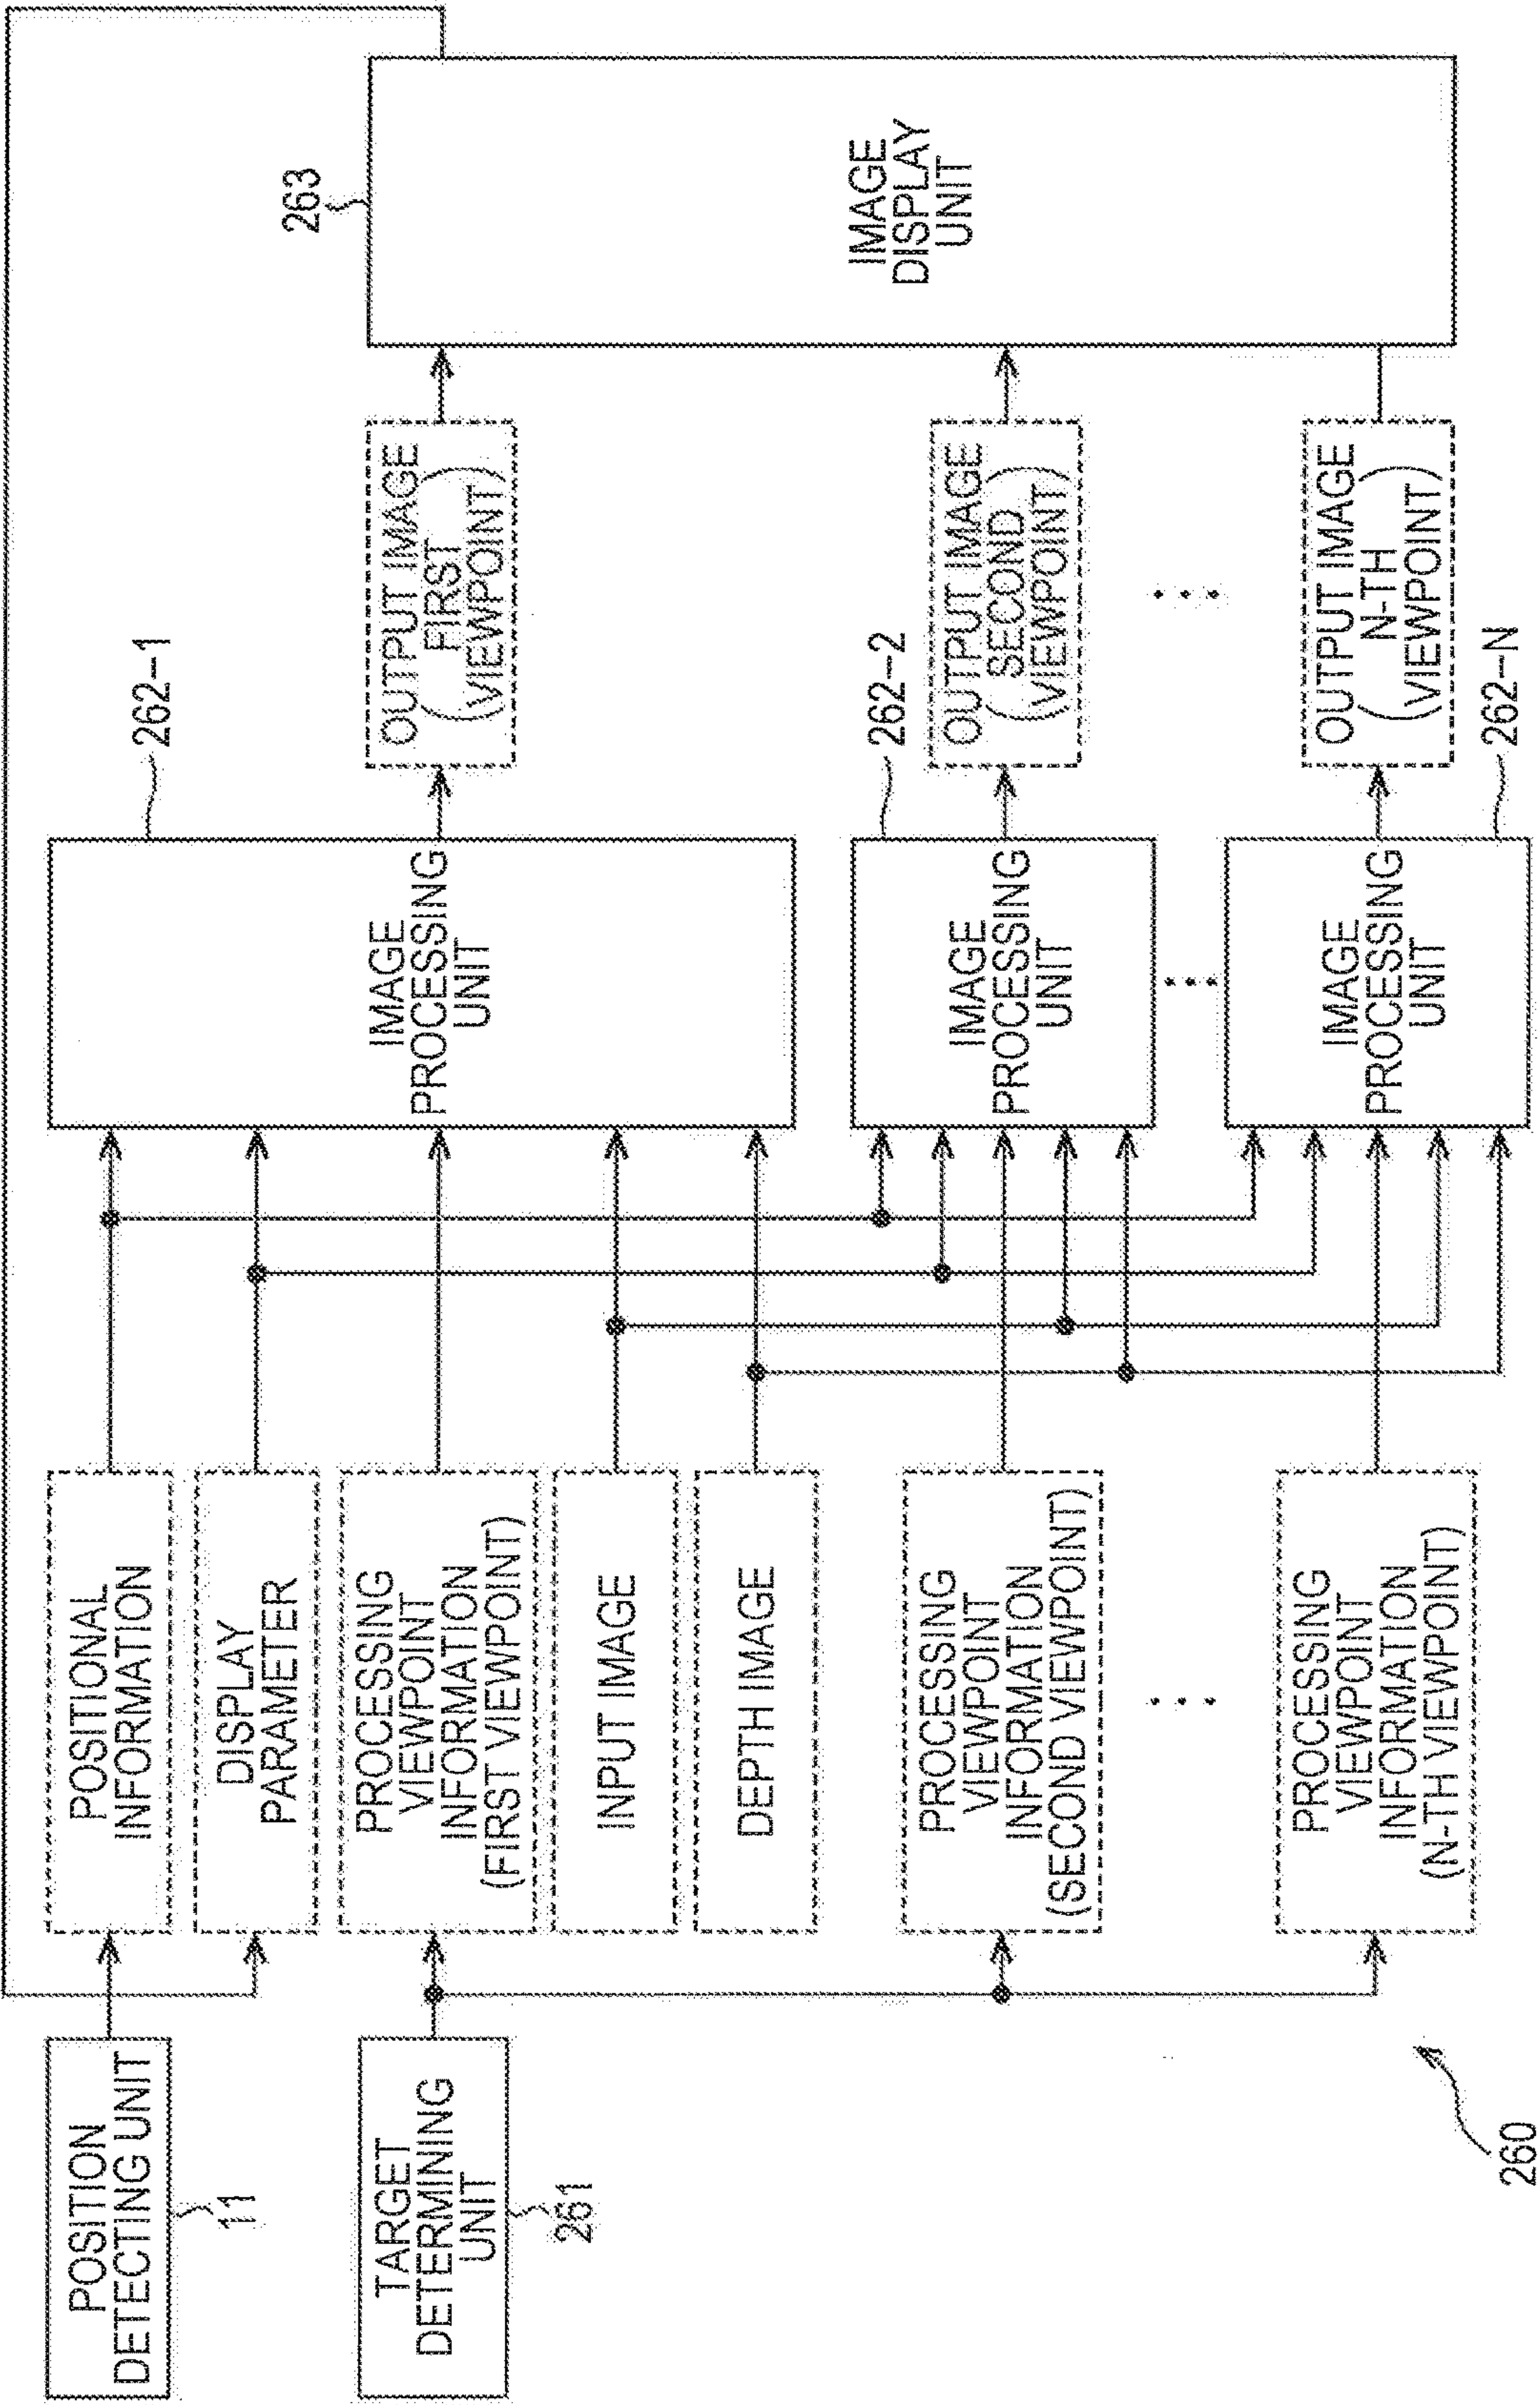 POSITION
DETECTING UNIT
11
TARGET
DETERMINING
UNIT
261
POSITIONAL
INFORMATION
DISPLAY
PARAMETER
PROCESSING
VIEWPOINT
INFORMATION
(FIRST VIEWPOINT)
INPUT IMAGE
DEPTH IMAGE
PROCESSING
VIEWPOINT
INFORMATION
(SECOND VIEWPOINT)
...
PROCESSING
VIEWPOINT
INFORMATION
(N-TH VIEWPOINT)
262-1
IMAGE
PROCESSING
UNIT
262-2
IMAGE
PROCESSING
UNIT
...
IMAGE
PROCESSING
UNIT
262-N
OUTPUT IMAGE
(FIRST
VIEWPOINT)
OUTPUT IMAGE
(SECOND
VIEWPOINT)
...
OUTPUT IMAGE
(N-TH
VIEWPOINT)
263
IMAGE
DISPLAY
UNIT
260